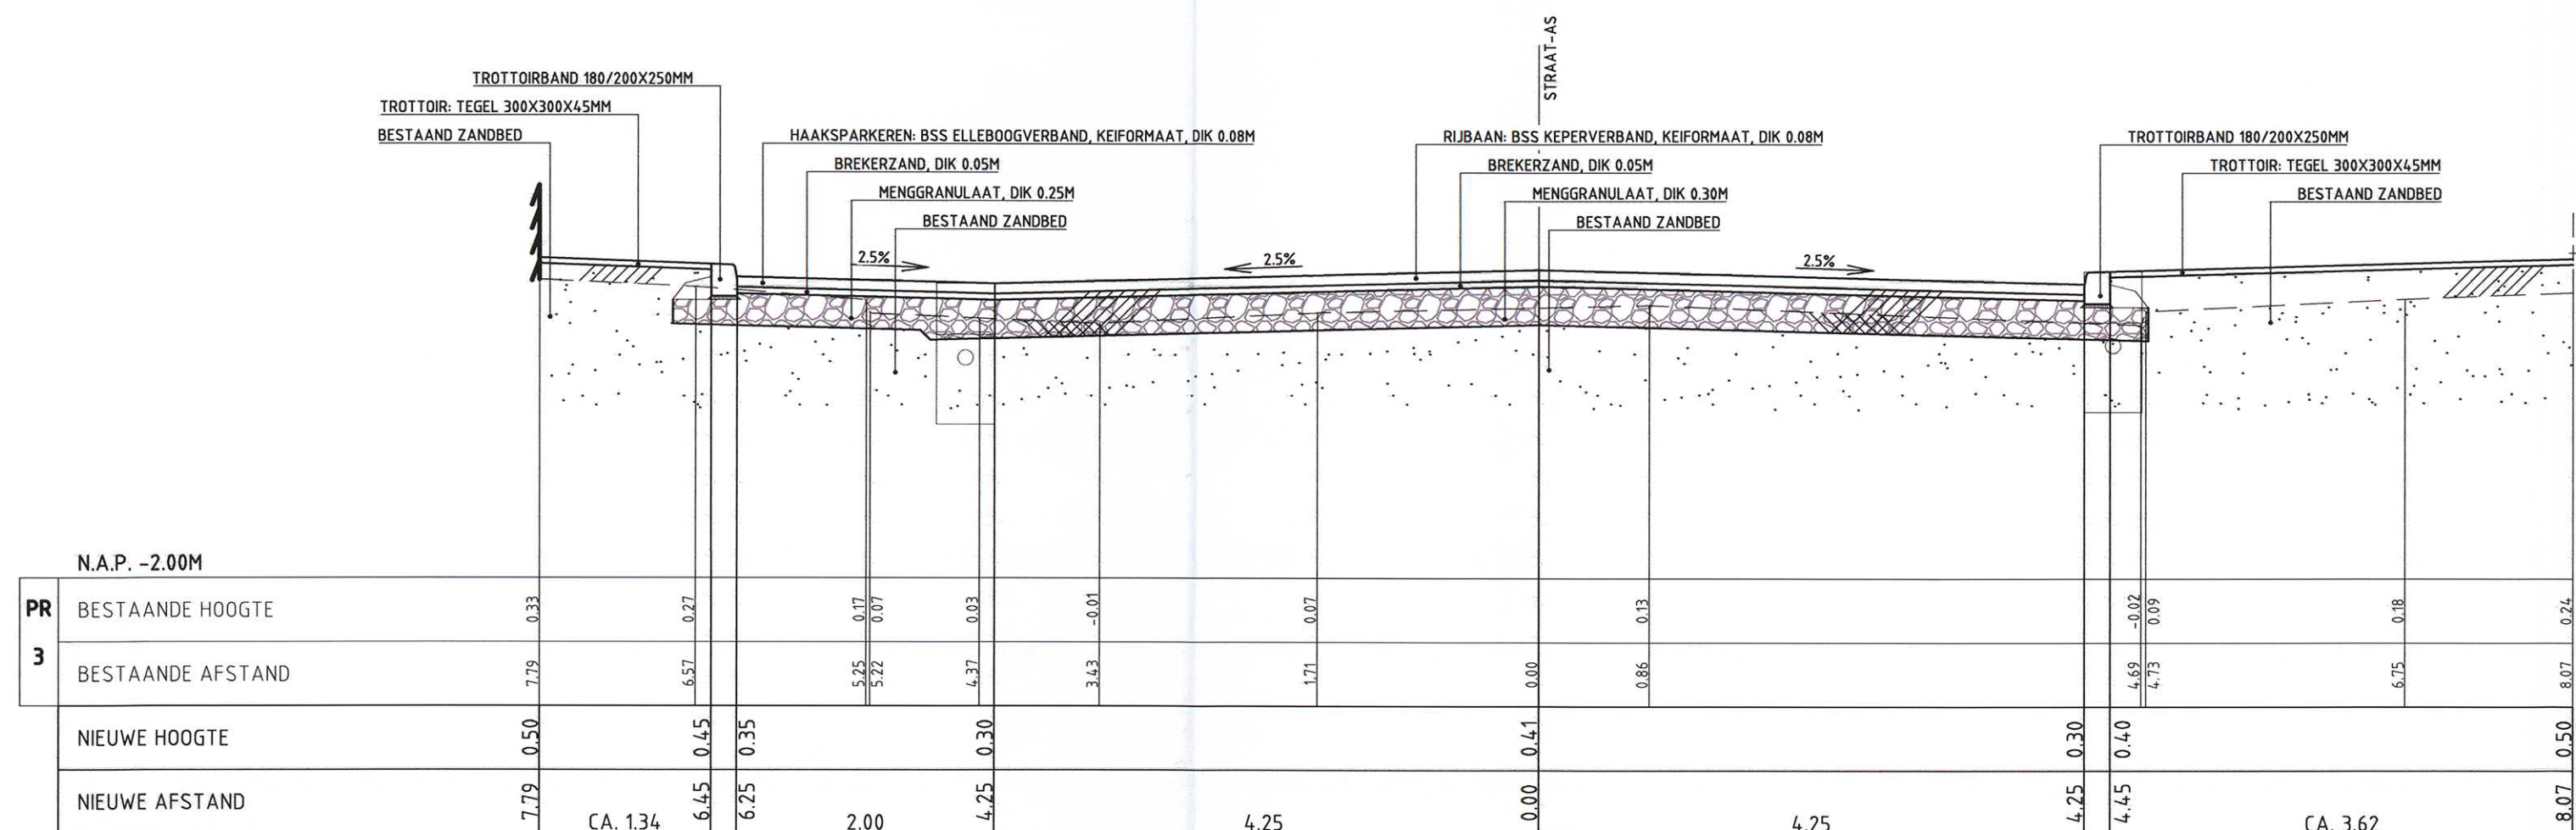 STRAAT-AS
TROTTOIRBAND 180/200X250MM
TROTTOIR: TEGEL 300X300X45MM
BESTAAND ZANDBED
HAAKSPARKEREN: BSS ELLEBOOGVERBAND, KEIFORMAAT, DIK 0.08M
BREKERZAND, DIK 0.05M
MENGGRANULAAT, DIK 0.25M
BESTAAND ZANDBED
RIJBAAN: BSS KEPERVERBAND, KEIFORMAAT, DIK 0.08M
BREKERZAND, DIK 0.05M
MENGGRANULAAT, DIK 0.30M
BESTAAND ZANDBED
TROTTOIRBAND 180/200X250MM
TROTTOIR: TEGEL 300X300X45MM
BESTAAND ZANDBED
2.5% 2.5% 2.5%
N.A.P. -2.00M
PR 3
BESTAANDE HOOGTE 0.33 0.27 0.17 0.07 0.03 -0.01 0.07 0.13 -0.02 0.09 0.18 0.24
BESTAANDE AFSTAND 7.79 6.57 5.25 5.22 4.37 3.43 1.71 0.00 0.86 4.69 4.73 6.75 8.07
NIEUWE HOOGTE 0.50 0.45 0.35 0.30 0.41 0.30 0.40 0.50
NIEUWE AFSTAND 7.79 6.45 6.25 4.25 0.00 4.25 4.45 8.07
CA. 1.34 2.00 4.25 4.25 CA. 3.62